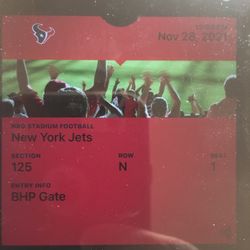 Nov 28, 2021
NRG STADIUM FOOTBALL
New York Jets
SECTION ROW SEAT
125 N 1
ENTRY INFO
BHP Gate